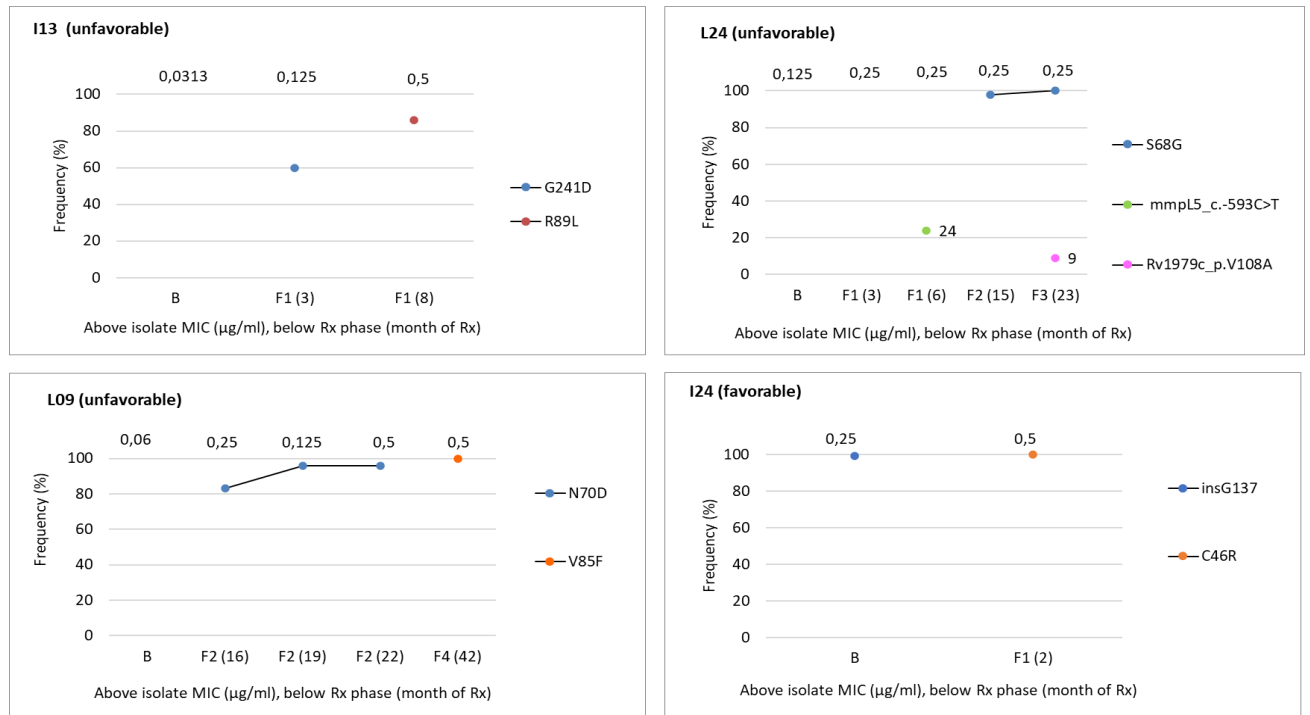 I13 (unfavorable)
0,0313 0,125 0,5
100
80
60
40
20
0
Frequency (%)
B F1 (3) F1 (8)
Above isolate MIC (µg/ml), below Rx phase (month of Rx)
G241D
R89L
L24 (unfavorable)
0,125 0,25 0,25 0,25 0,25
100
80
60
40
20
0
Frequency (%)
24
9
B F1 (3) F1 (6) F2 (15) F3 (23)
Above isolate MIC (µg/ml), below Rx phase (month of Rx)
S68G
mmpL5_c.-593C>T
Rv1979c_p.V108A
L09 (unfavorable)
0,06 0,25 0,125 0,5 0,5
100
80
60
40
20
0
Frequency (%)
B F2 (16) F2 (19) F2 (22) F4 (42)
Above isolate MIC (µg/ml), below Rx phase (month of Rx)
N70D
V85F
I24 (favorable)
0,25 0,5
100
80
60
40
20
0
Frequency (%)
B F1 (2)
Above isolate MIC (µg/ml), below Rx phase (month of Rx)
insG137
C46R